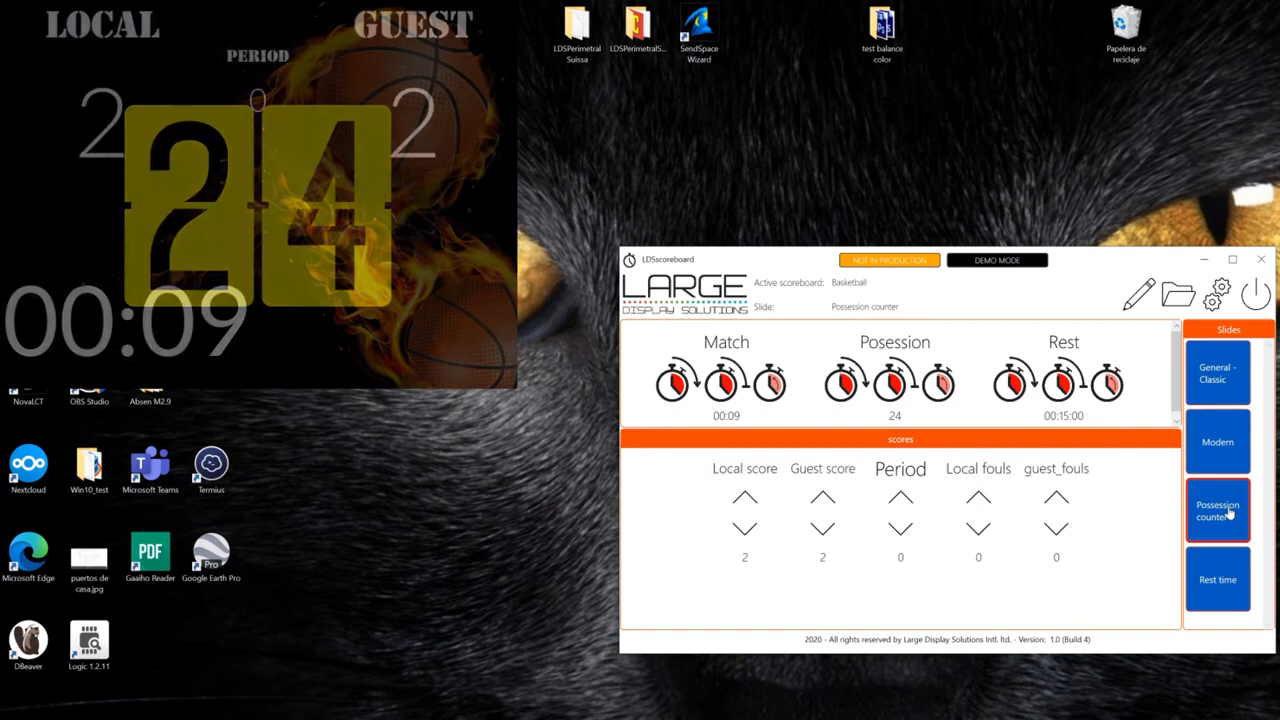 LOCAL
GUEST
PERIOD
2
0
2
24
00:09
LDSPerimetral
Suissa
LDSPerimetralS...
SendSpace
Wizard
test balance
color
Papelera de
reciclaje
NovaLCT
OBS Studio
Absen M2.9
Nextcloud
Win10_test
Microsoft Teams
Termius
Microsoft Edge
puertos de
casa.jpg
PDF
Gaaiho Reader
Pro
Google Earth Pro
DBeaver
Logic 1.2.11
LDSscoreboard
NOT IN PRODUCTION
DEMO MODE
LARGE
DISPLAY SOLUTIONS
Active scoreboard: Basketball
Slide: Possession counter
Match
Posession
Rest
00:09
24
00:15:00
scores
Local score
Guest score
Period
Local fouls
guest_fouls
2
2
0
0
0
Slides
General -
Classic
Modern
Possession
counter
Rest time
2020 - All rights reserved by Large Display Solutions Intl. ltd. - Version: 1.0 (Build 4)